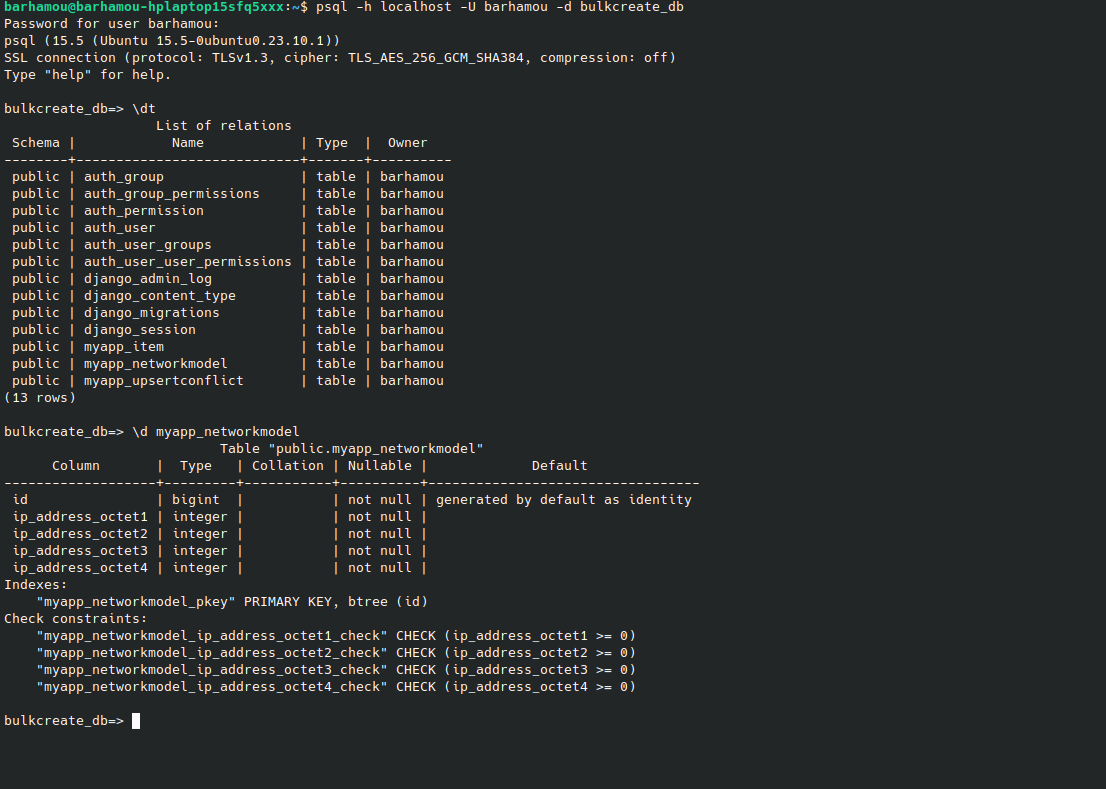 barhamou@barhamou-hplaptop15sfq5xxx:~$ psql -h localhost -U barhamou -d bulkcreate_db
Password for user barhamou:
psql (15.5 (Ubuntu 15.5-0ubuntu0.23.10.1))
SSL connection (protocol: TLSv1.3, cipher: TLS_AES_256_GCM_SHA384, compression: off)
Type "help" for help.

bulkcreate_db=> \dt
                   List of relations
 Schema |            Name            | Type  |  Owner
--------+----------------------------+-------+----------
 public | auth_group                 | table | barhamou
 public | auth_group_permissions     | table | barhamou
 public | auth_permission            | table | barhamou
 public | auth_user                  | table | barhamou
 public | auth_user_groups           | table | barhamou
 public | auth_user_user_permissions | table | barhamou
 public | django_admin_log           | table | barhamou
 public | django_content_type        | table | barhamou
 public | django_migrations          | table | barhamou
 public | django_session             | table | barhamou
 public | myapp_item                 | table | barhamou
 public | myapp_networkmodel         | table | barhamou
 public | myapp_upsertconflict       | table | barhamou
(13 rows)

bulkcreate_db=> \d myapp_networkmodel
                           Table "public.myapp_networkmodel"
      Column       |  Type   | Collation | Nullable |             Default
-------------------+---------+-----------+----------+----------------------------------
 id                | bigint  |           | not null | generated by default as identity
 ip_address_octet1 | integer |           | not null |
 ip_address_octet2 | integer |           | not null |
 ip_address_octet3 | integer |           | not null |
 ip_address_octet4 | integer |           | not null |
Indexes:
    "myapp_networkmodel_pkey" PRIMARY KEY, btree (id)
Check constraints:
    "myapp_networkmodel_ip_address_octet1_check" CHECK (ip_address_octet1 >= 0)
    "myapp_networkmodel_ip_address_octet2_check" CHECK (ip_address_octet2 >= 0)
    "myapp_networkmodel_ip_address_octet3_check" CHECK (ip_address_octet3 >= 0)
    "myapp_networkmodel_ip_address_octet4_check" CHECK (ip_address_octet4 >= 0)

bulkcreate_db=>